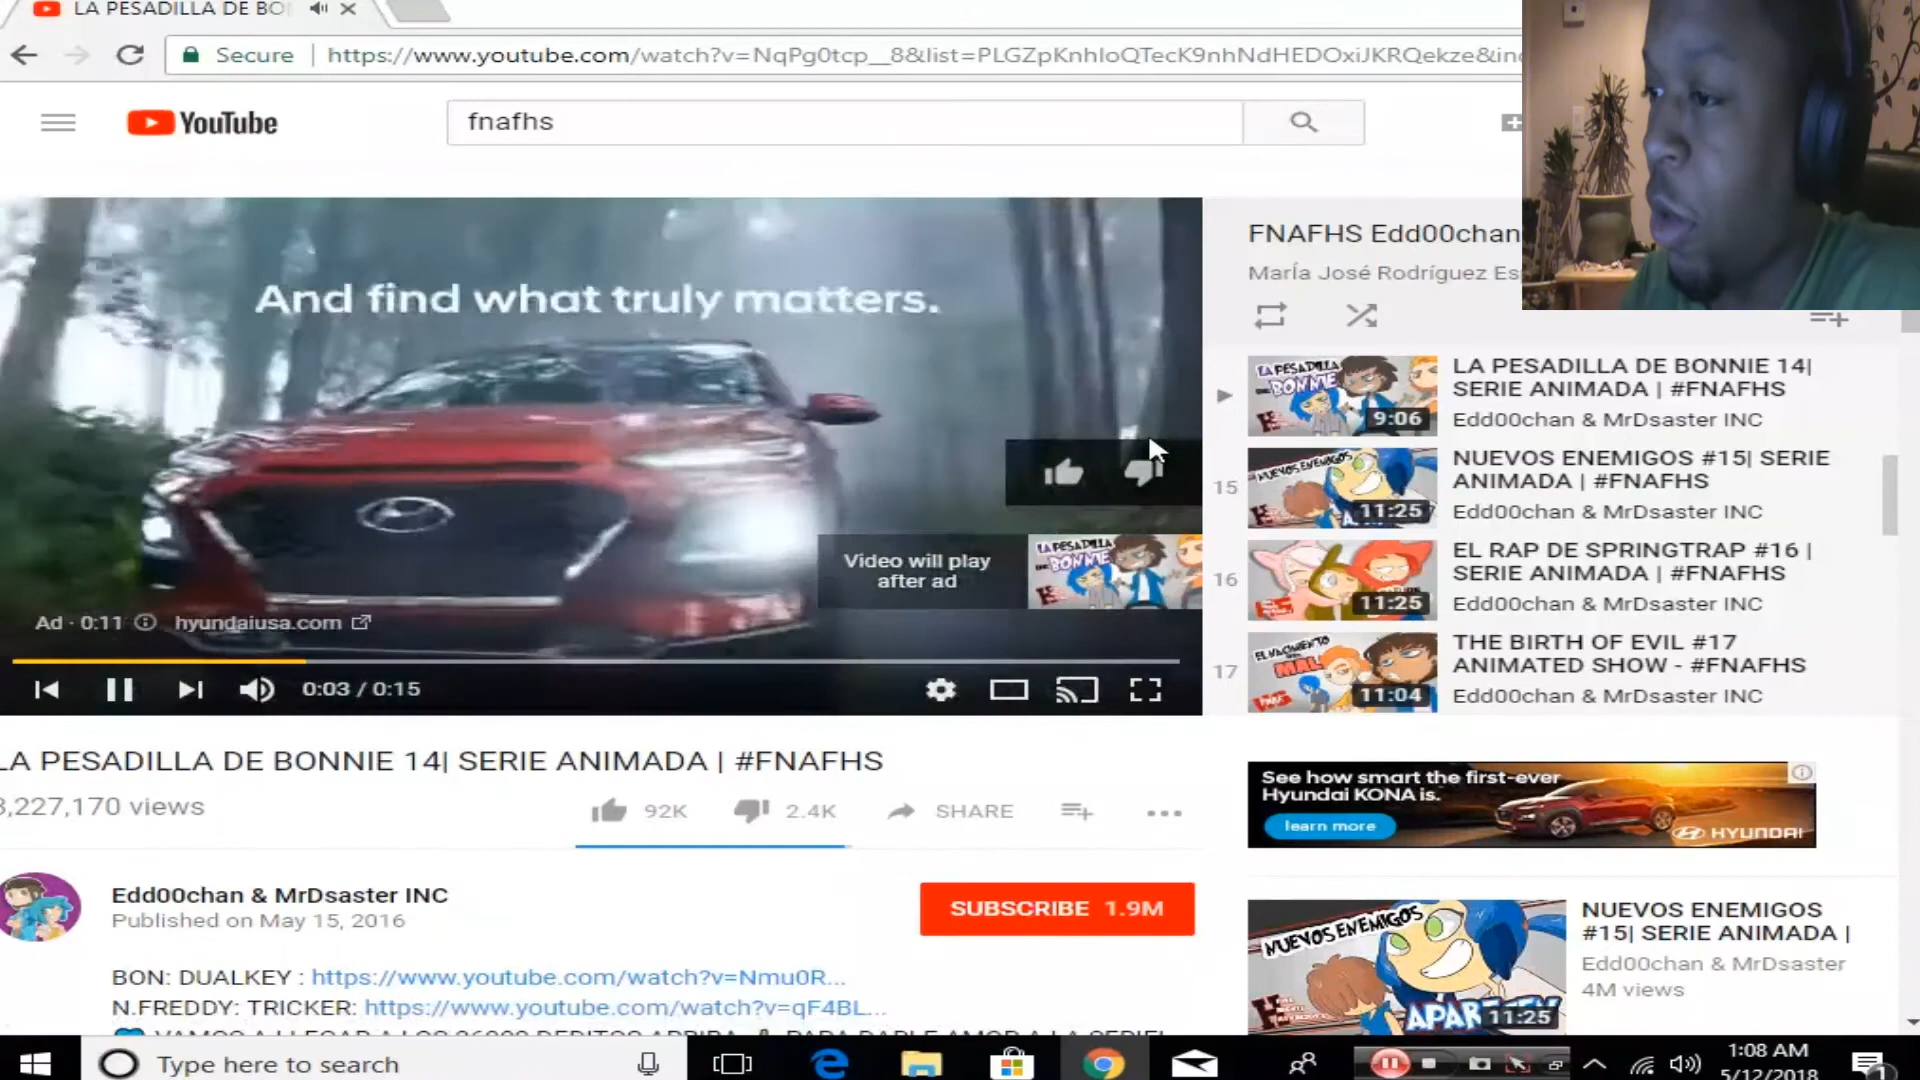 LA PESADILLA DE BO
Secure
https://www.youtube.com/watch?v=NqPg0tcp__8&list=PLGZpKnhloQTecK9nhNdHEDOxiJKRQekze&in
YouTube
fnafhs
And find what truly matters.
Video will play
after ad
Ad · 0:11
hyundaiusa.com
0:03 / 0:15
FNAFHS Edd00chan
María José Rodríguez Es
LA PESADILLA DE BONNIE 14|
SERIE ANIMADA | #FNAFHS
Edd00chan & MrDsaster INC
9:06
15
NUEVOS ENEMIGOS #15| SERIE
ANIMADA | #FNAFHS
Edd00chan & MrDsaster INC
11:25
16
EL RAP DE SPRINGTRAP #16 |
SERIE ANIMADA | #FNAFHS
Edd00chan & MrDsaster INC
11:25
17
THE BIRTH OF EVIL #17
ANIMATED SHOW - #FNAFHS
Edd00chan & MrDsaster INC
11:04
LA PESADILLA DE BONNIE 14| SERIE ANIMADA | #FNAFHS
3,227,170 views
92K
2.4K
SHARE
Edd00chan & MrDsaster INC
Published on May 15, 2016
SUBSCRIBE 1.9M
BON: DUALKEY : https://www.youtube.com/watch?v=Nmu0R...
N.FREDDY: TRICKER: https://www.youtube.com/watch?v=qF4BL...
See how smart the first-ever
Hyundai KONA is.
learn more
HYUNDAI
NUEVOS ENEMIGOS
APAR
11:25
NUEVOS ENEMIGOS
#15| SERIE ANIMADA |
Edd00chan & MrDsaster
4M views
Type here to search
1:08 AM
5/12/2018
1